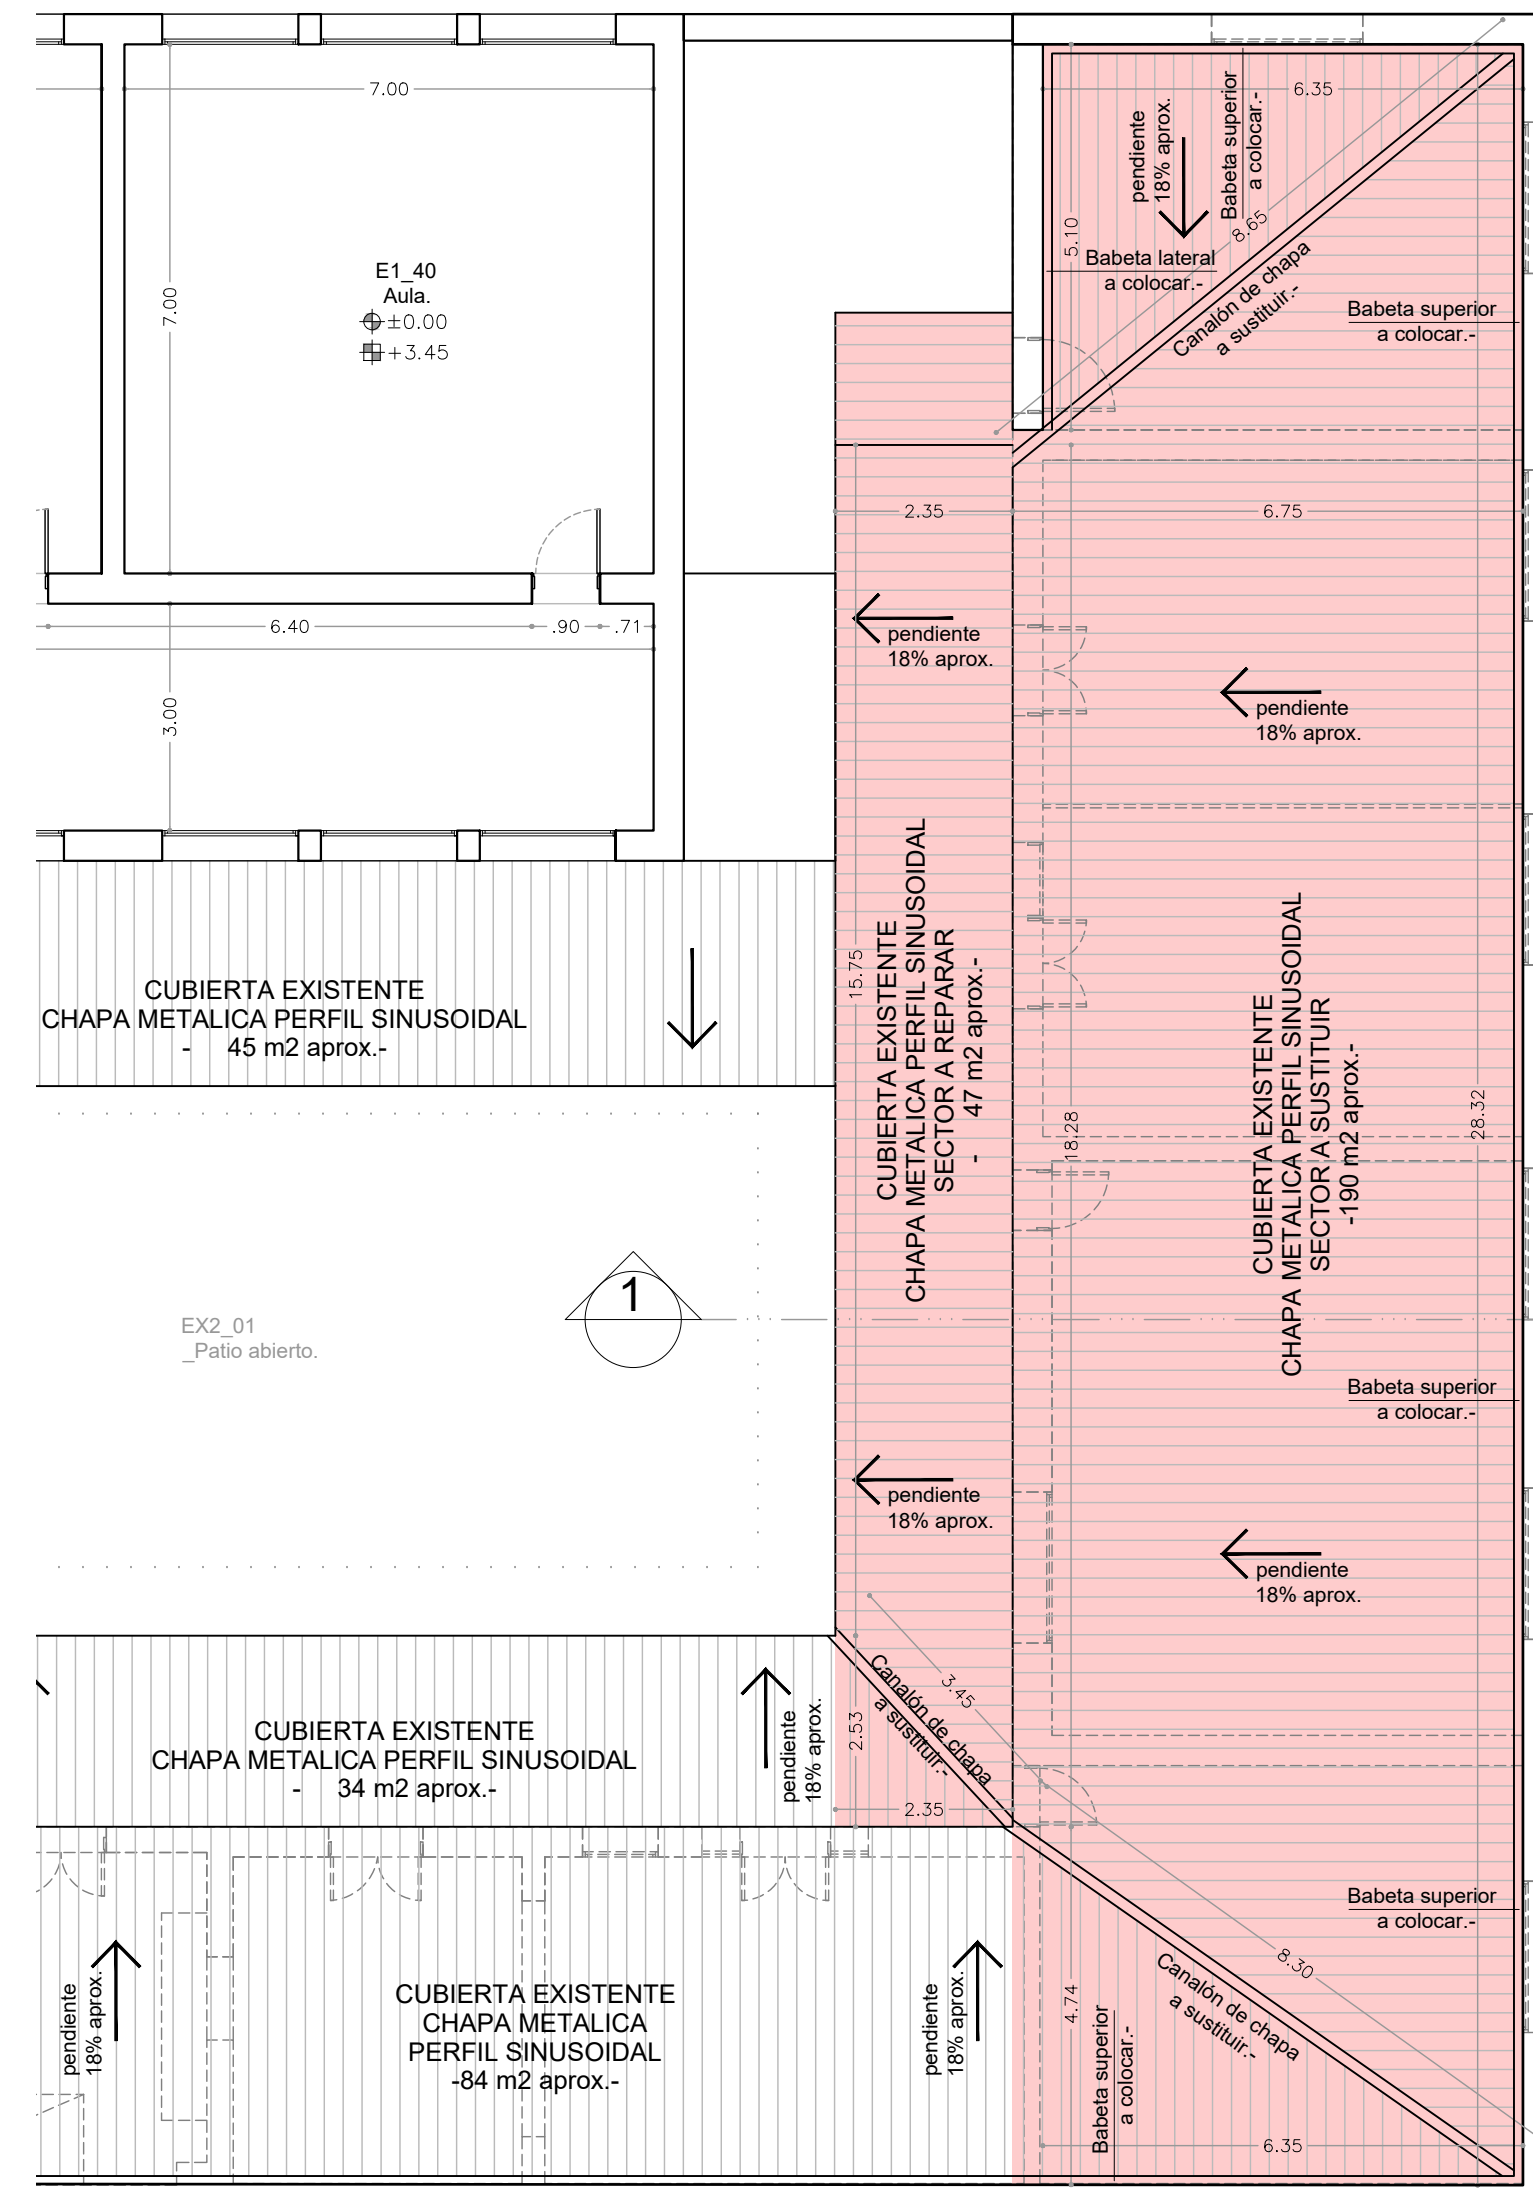 7.00
6.35
pendiente
18% aprox.
Babeta superior
a colocar.-
5.10
8.65
Babeta lateral
a colocar.-
Canalón de chapa
a sustituir.-
Babeta superior
a colocar.-
7.00
E1_40
Aula.
±0.00
+3.45
2.35
6.75
6.40
.90
.71
pendiente
18% aprox.
3.00
pendiente
18% aprox.
CUBIERTA EXISTENTE
CHAPA METALICA PERFIL SINUSOIDAL
- 45 m2 aprox.-
15.75
CUBIERTA EXISTENTE
CHAPA METALICA PERFIL SINUSOIDAL
SECTOR A REPARAR
- 47 m2 aprox.-
18.28
CUBIERTA EXISTENTE
CHAPA METALICA PERFIL SINUSOIDAL
SECTOR A SUSTITUIR
-190 m2 aprox.-
28.32
1
EX2_01
_Patio abierto.
Babeta superior
a colocar.-
pendiente
18% aprox.
pendiente
18% aprox.
CUBIERTA EXISTENTE
CHAPA METALICA PERFIL SINUSOIDAL
- 34 m2 aprox.-
pendiente
18% aprox.
2.53
Canalón de chapa
a sustituir.-
3.45
2.35
Babeta superior
a colocar.-
pendiente
18% aprox.
CUBIERTA EXISTENTE
CHAPA METALICA
PERFIL SINUSOIDAL
-84 m2 aprox.-
pendiente
18% aprox.
4.74
Babeta superior
a colocar.-
Canalón de chapa
a sustituir.-
8.30
6.35